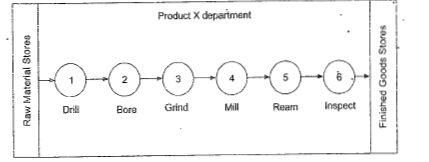 Product X department
Raw Material Stores
1
2
3
4
5
6
Drill
Bore
Grind
Mill
Ream
Inspect
Finished Goods Stores